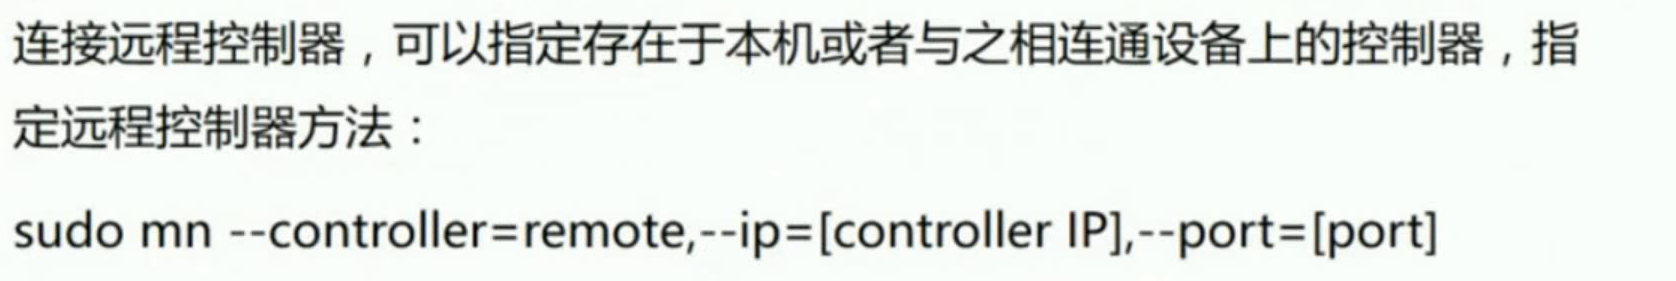 连接远程控制器，可以指定存在于本机或者与之相连通设备上的控制器，指
定远程控制器方法：
sudo mn --controller=remote,--ip=[controller IP],--port=[port]